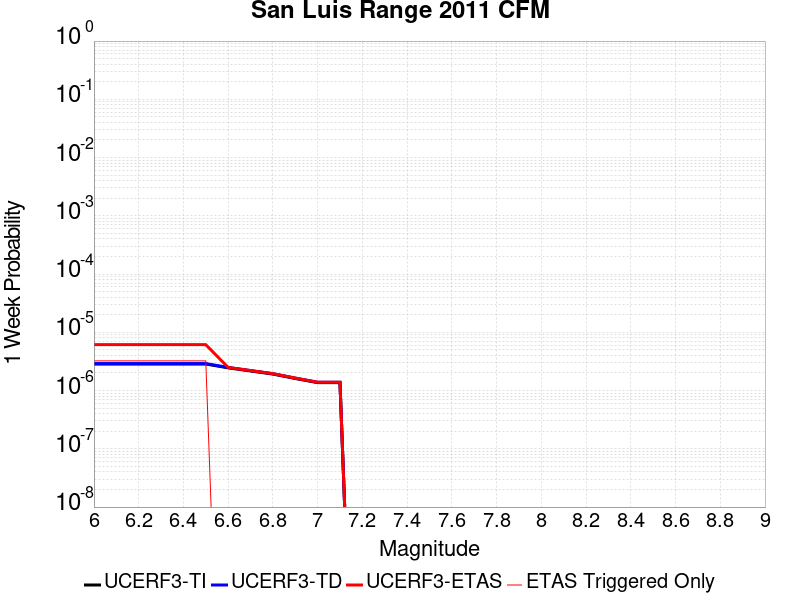 San Luis Range 2011 CFM
10^0
10^-1
10^-2
10^-3
10^-4
10^-5
10^-6
10^-7
10^-8
1 Week Probability
6 6.2 6.4 6.6 6.8 7 7.2 7.4 7.6 7.8 8 8.2 8.4 8.6 8.8 9
Magnitude
UCERF3-TI UCERF3-TD UCERF3-ETAS ETAS Triggered Only